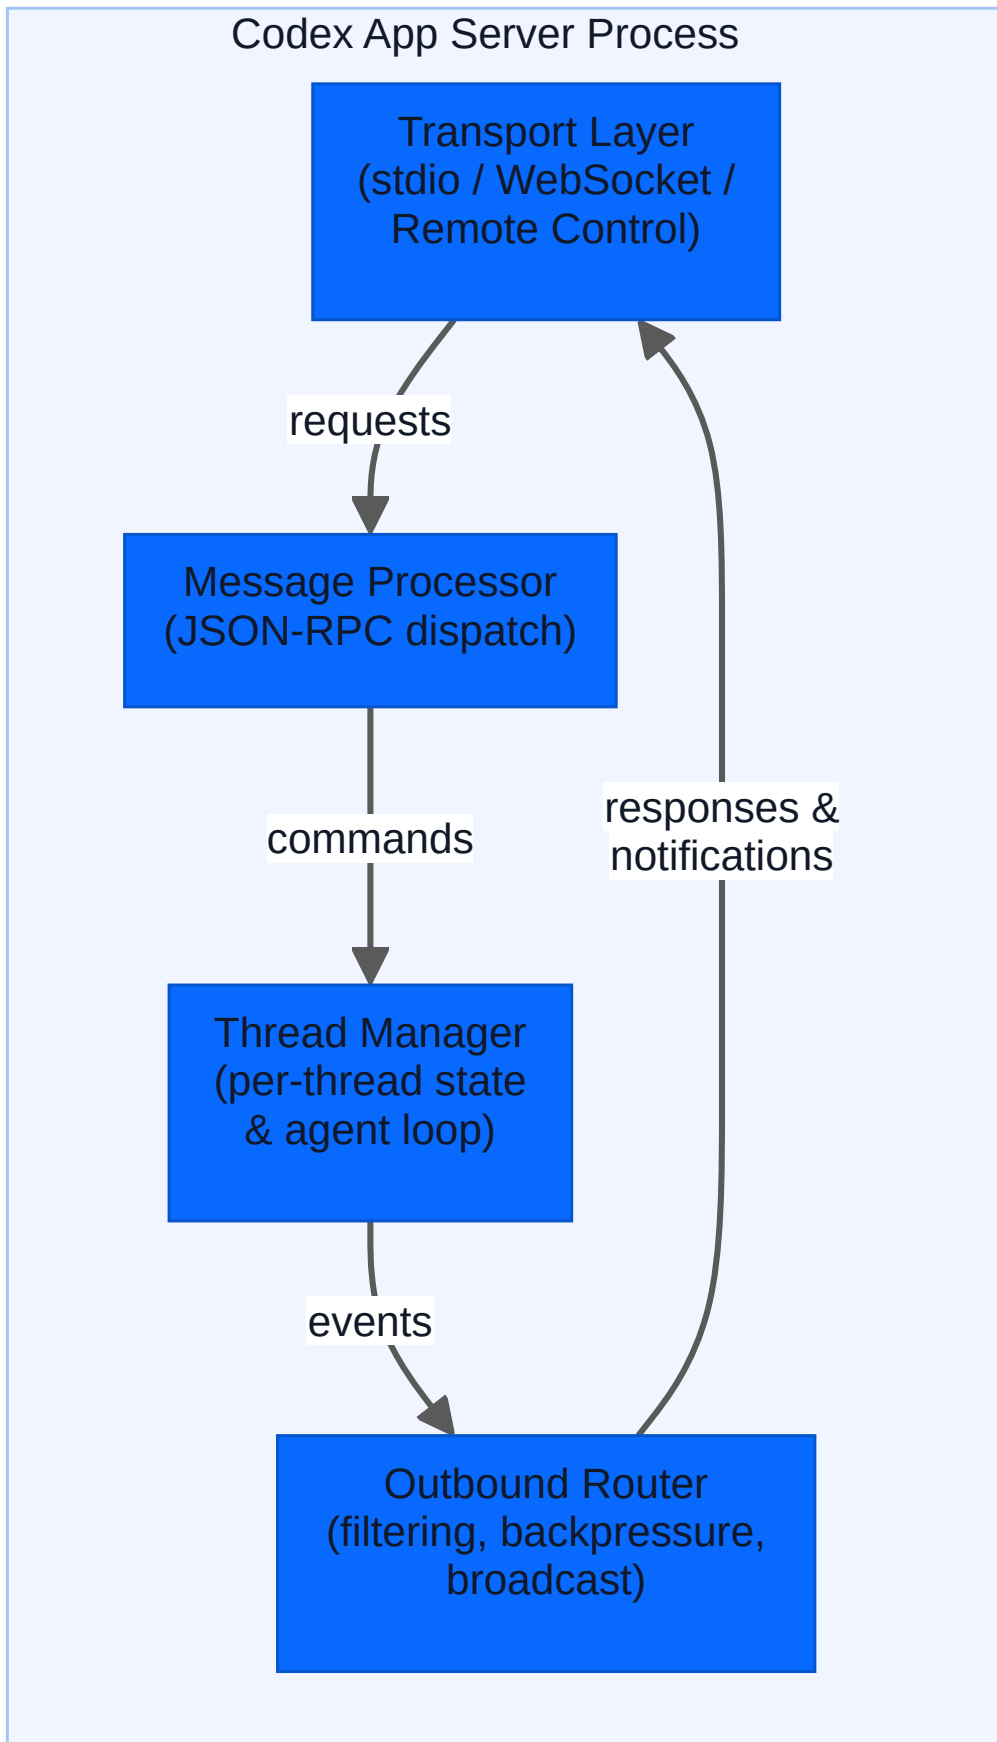 Codex App Server Process
Transport Layer
(stdio / WebSocket /
Remote Control)
requests
Message Processor
(JSON-RPC dispatch)
commands
responses &
notifications
Thread Manager
(per-thread state
& agent loop)
events
Outbound Router
(filtering, backpressure,
broadcast)